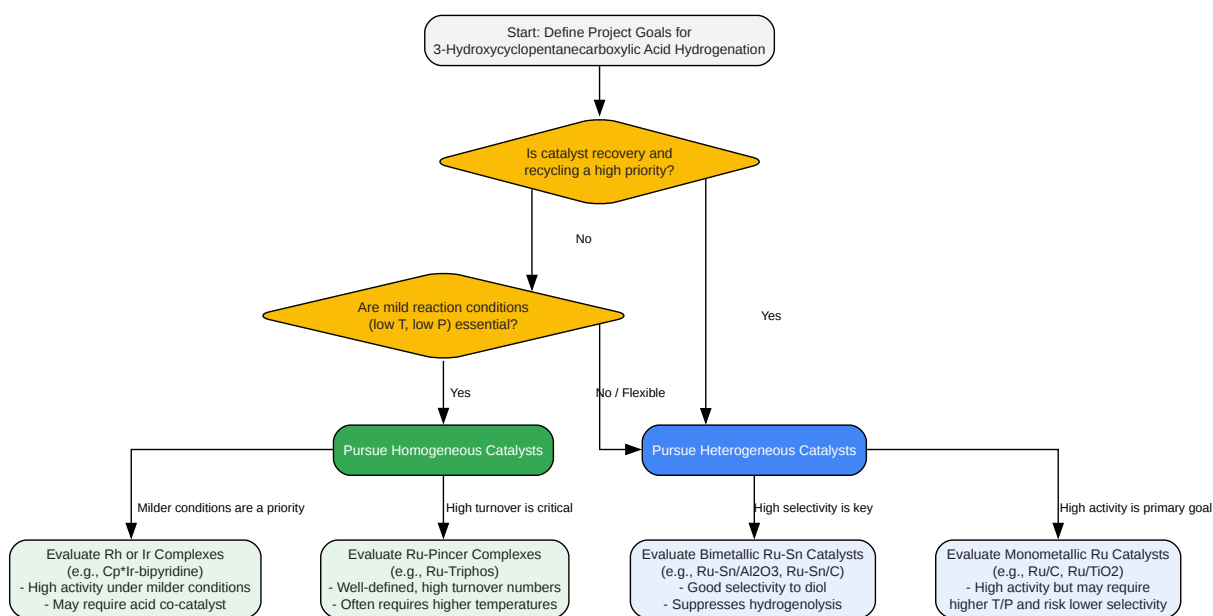 Start: Define Project Goals for
3-Hydroxycyclopentanecarboxylic Acid Hydrogenation
Is catalyst recovery and
recycling a high priority?
No
Yes
Are mild reaction conditions
(low T, low P) essential?
Yes
No / Flexible
Pursue Homogeneous Catalysts
Pursue Heterogeneous Catalysts
Milder conditions are a priority
High turnover is critical
High selectivity is key
High activity is primary goal
Evaluate Rh or Ir Complexes
(e.g., Cp*Ir-bipyridine)
- High activity under milder conditions
- May require acid co-catalyst
Evaluate Ru-Pincer Complexes
(e.g., Ru-Triphos)
- Well-defined, high turnover numbers
- Often requires higher temperatures
Evaluate Bimetallic Ru-Sn Catalysts
(e.g., Ru-Sn/Al2O3, Ru-Sn/C)
- Good selectivity to diol
- Suppresses hydrogenolysis
Evaluate Monometallic Ru Catalysts
(e.g., Ru/C, Ru/TiO2)
- High activity but may require
higher T/P and risk lower selectivity